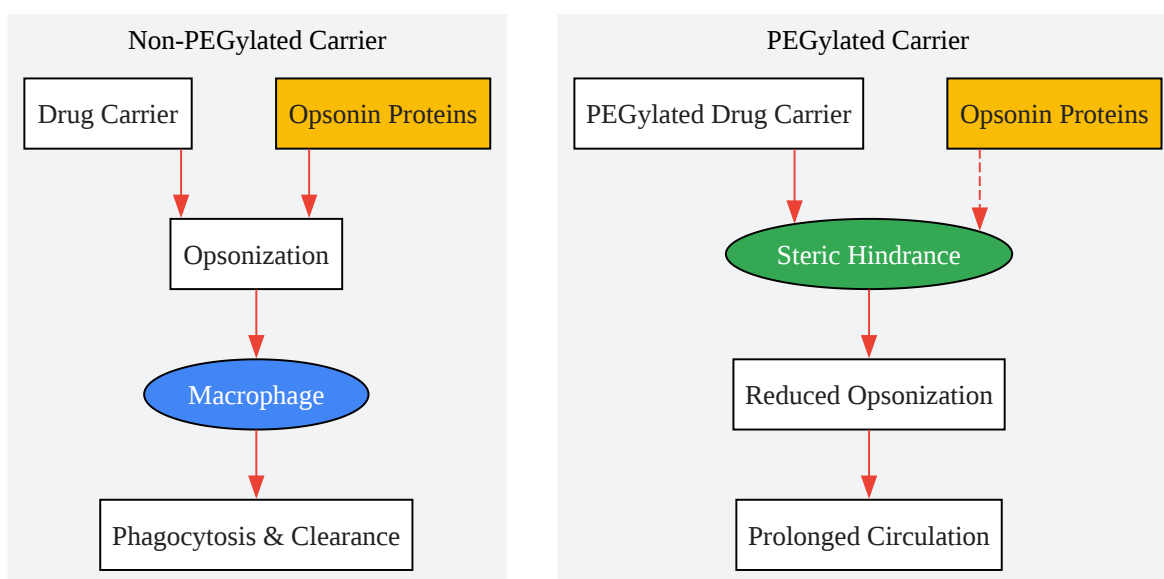 Non-PEGylated Carrier
Drug Carrier
Opsonin Proteins
Opsonization
Macrophage
Phagocytosis & Clearance
PEGylated Carrier
PEGylated Drug Carrier
Opsonin Proteins
Steric Hindrance
Reduced Opsonization
Prolonged Circulation